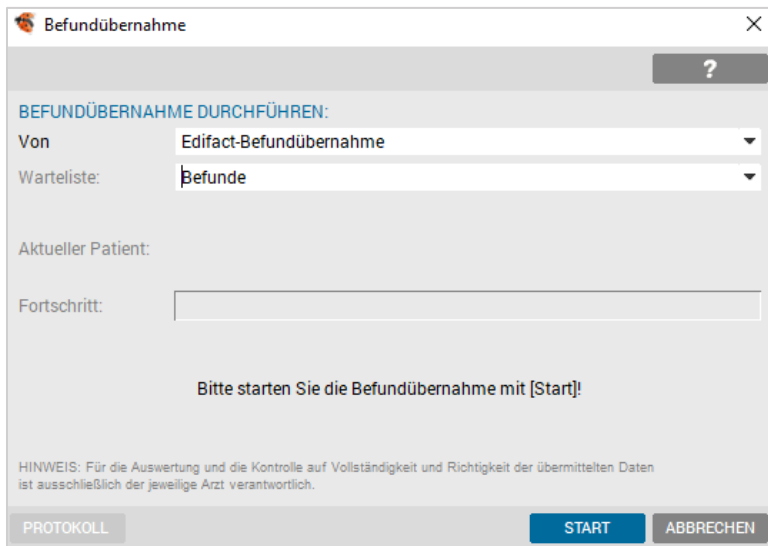 Befundübernahme
?
BEFUNDÜBERNAHME DURCHFÜHREN:
Von Edifact-Befundübernahme
Warteliste: Befunde
Aktueller Patient:
Fortschritt:
Bitte starten Sie die Befundübernahme mit [Start]!
HINWEIS: Für die Auswertung und die Kontrolle auf Vollständigkeit und Richtigkeit der übermittelten Daten
ist ausschließlich der jeweilige Arzt verantwortlich.
PROTOKOLL START ABBRECHEN